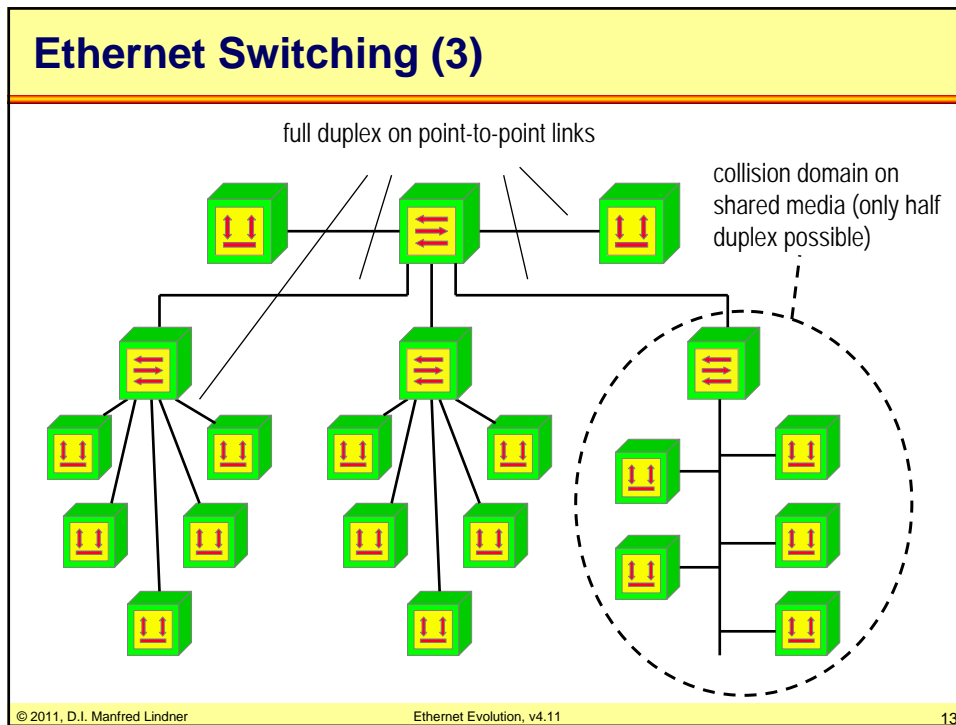 Ethernet Switching (3)
full duplex on point-to-point links
collision domain on
shared media (only half
duplex possible)
© 2011, D.I. Manfred Lindner
Ethernet Evolution, v4.11
13